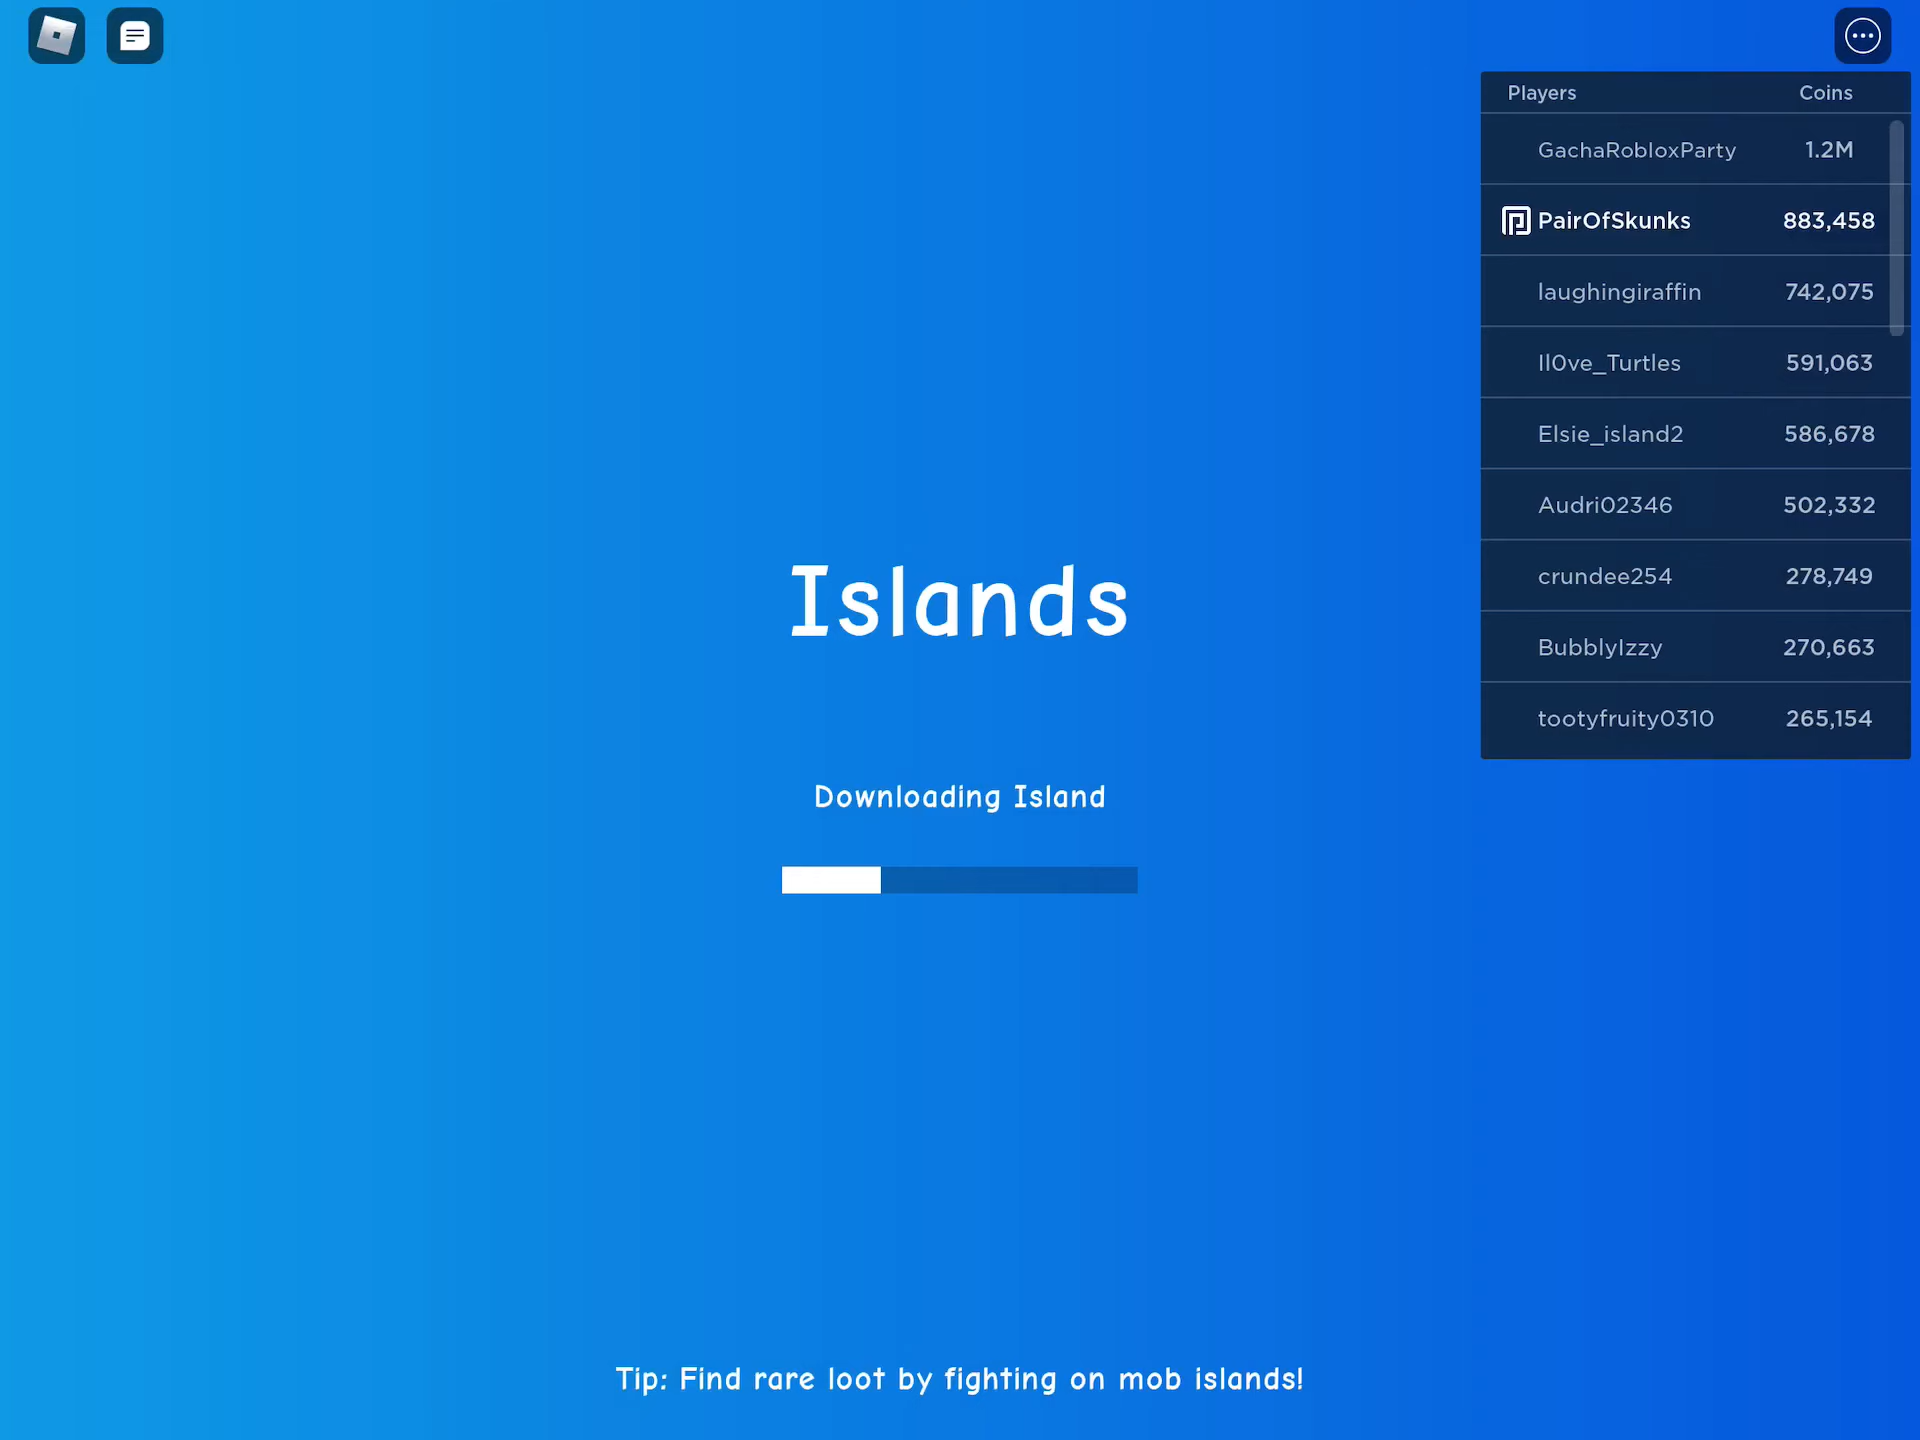 Players Coins
GachaRobloxParty 1.2M
PairOfSkunks 883,458
laughingiraffin 742,075
Il0ve_Turtles 591,063
Elsie_island2 586,678
Audri02346 502,332
crundee254 278,749
BubblyIzzy 270,663
tootyfruity0310 265,154
Islands
Downloading Island
Tip: Find rare loot by fighting on mob islands!